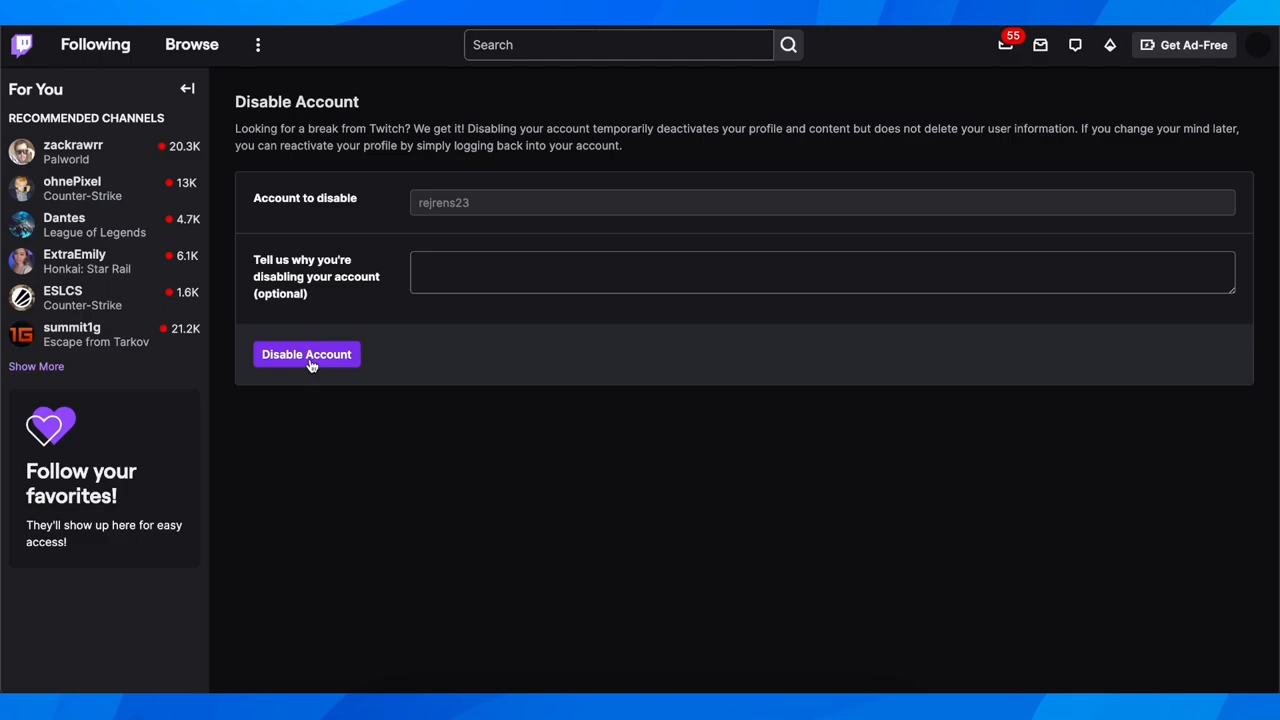 Following
Browse
Search
55
Get Ad-Free
For You
RECOMMENDED CHANNELS
zackrawrr
20.3K
Palworld
ohnePixel
13K
Counter-Strike
Dantes
4.7K
League of Legends
ExtraEmily
6.1K
Honkai: Star Rail
ESLCS
1.6K
Counter-Strike
1G
summit1g
21.2K
Escape from Tarkov
Show More
Follow your
favorites!
They'll show up here for easy
access!
Disable Account
Looking for a break from Twitch? We get it! Disabling your account temporarily deactivates your profile and content but does not delete your user information. If you change your mind later,
you can reactivate your profile by simply logging back into your account.
Account to disable
rejrens23
Tell us why you're
disabling your account
(optional)
Disable Account